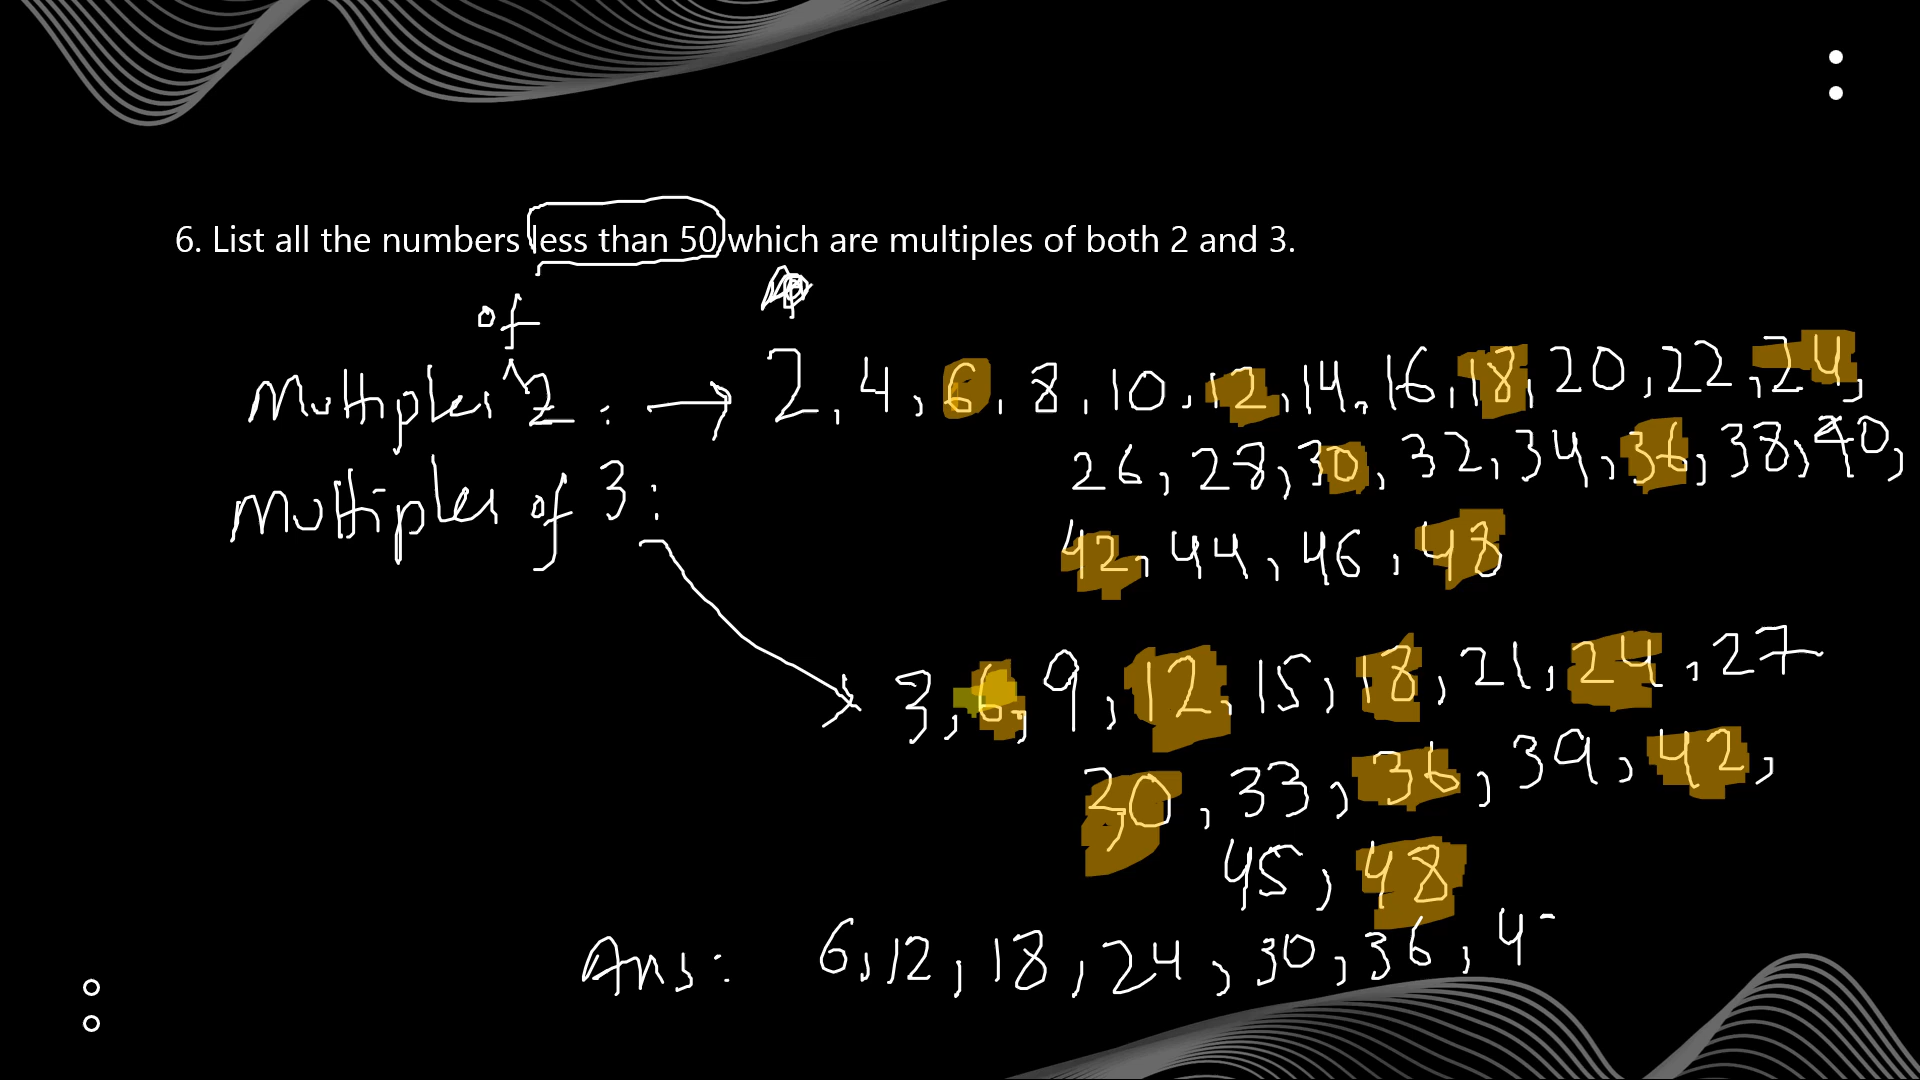 6. List all the numbers less than 50 which are multiples of both 2 and 3.
of
Multiples 2 : → 2, 4, 6, 8, 10, 12, 14, 16, 18, 20, 22, 24,
26, 28, 30, 32, 34, 36, 38, 40,
42, 44, 46, 48
Multiples of 3 :
3, 6, 9, 12, 15, 18, 21, 24, 27
30, 33, 36, 39, 42,
45, 48
Ans: 6, 12, 18, 24, 30, 36, 4